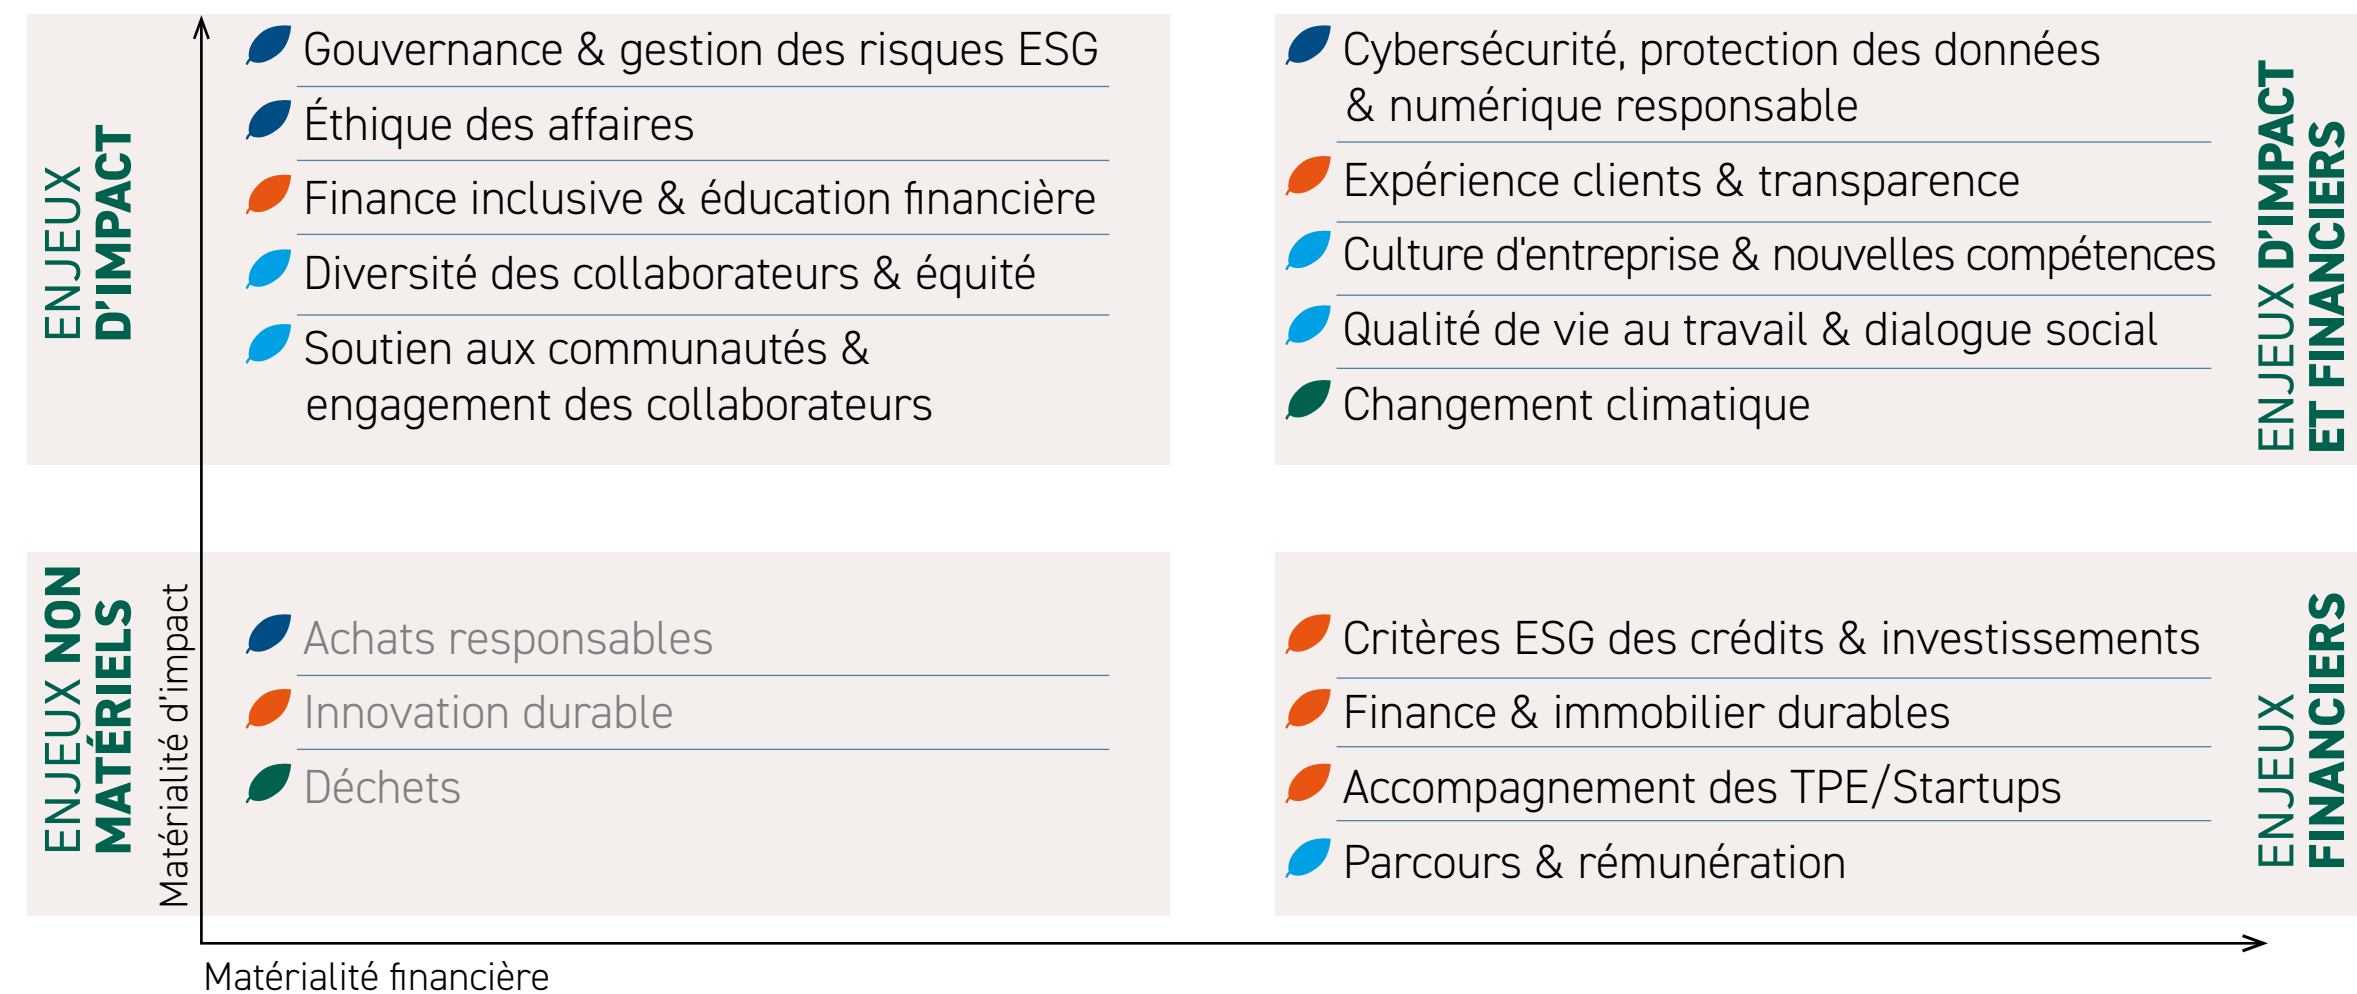 ENJEUX
D’IMPACT
Gouvernance & gestion des risques ESG
Éthique des affaires
Finance inclusive & éducation financière
Diversité des collaborateurs & équité
Soutien aux communautés &
engagement des collaborateurs
Cybersécurité, protection des données
& numérique responsable
Expérience clients & transparence
Culture d'entreprise & nouvelles compétences
Qualité de vie au travail & dialogue social
Changement climatique
ENJEUX D’IMPACT
ET FINANCIERS
ENJEUX NON
MATÉRIELS
Matérialité d’impact
Achats responsables
Innovation durable
Déchets
Critères ESG des crédits & investissements
Finance & immobilier durables
Accompagnement des TPE/Startups
Parcours & rémunération
ENJEUX
FINANCIERS
Matérialité financière